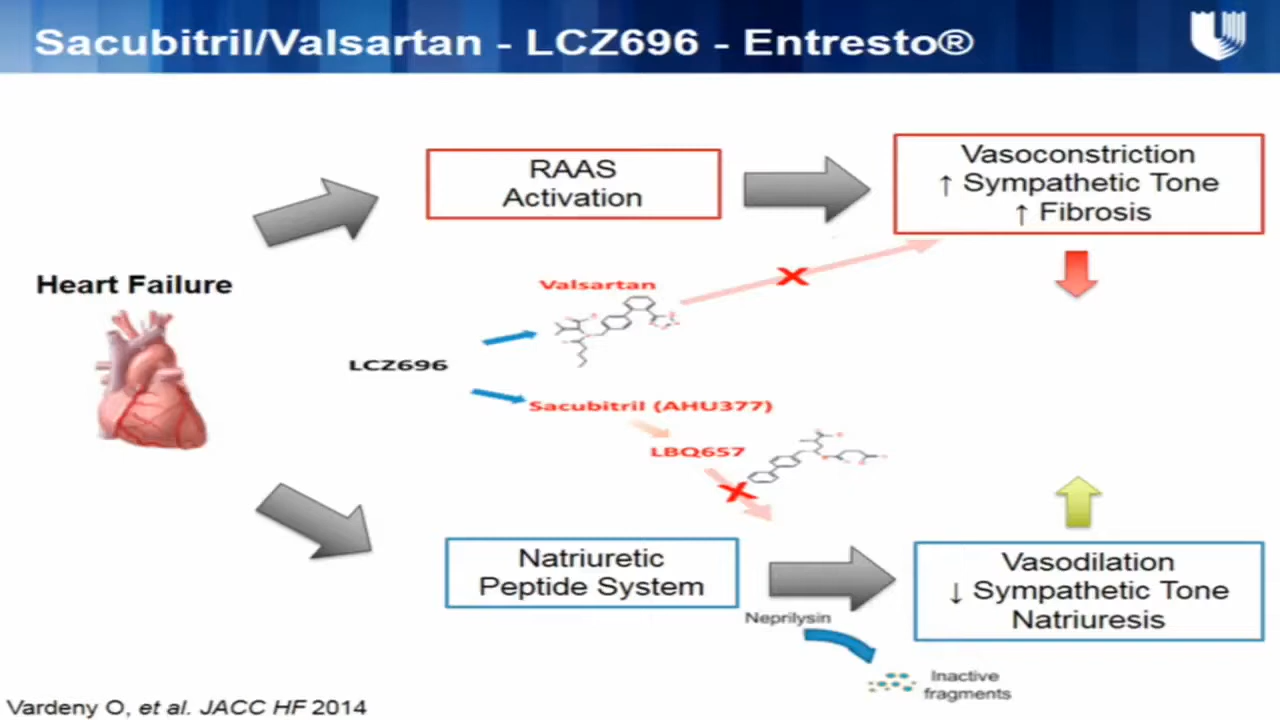 Sacubitril/Valsartan - LCZ696 - Entresto®
RAAS
Activation
Vasoconstriction
↑ Sympathetic Tone
↑ Fibrosis
Heart Failure
Valsartan
LCZ696
Sacubitril (AHU377)
LBQ657
Natriuretic
Peptide System
Vasodilation
↓ Sympathetic Tone
Natriuresis
Neprilysin
Inactive
fragments
Vardeny O, et al. JACC HF 2014